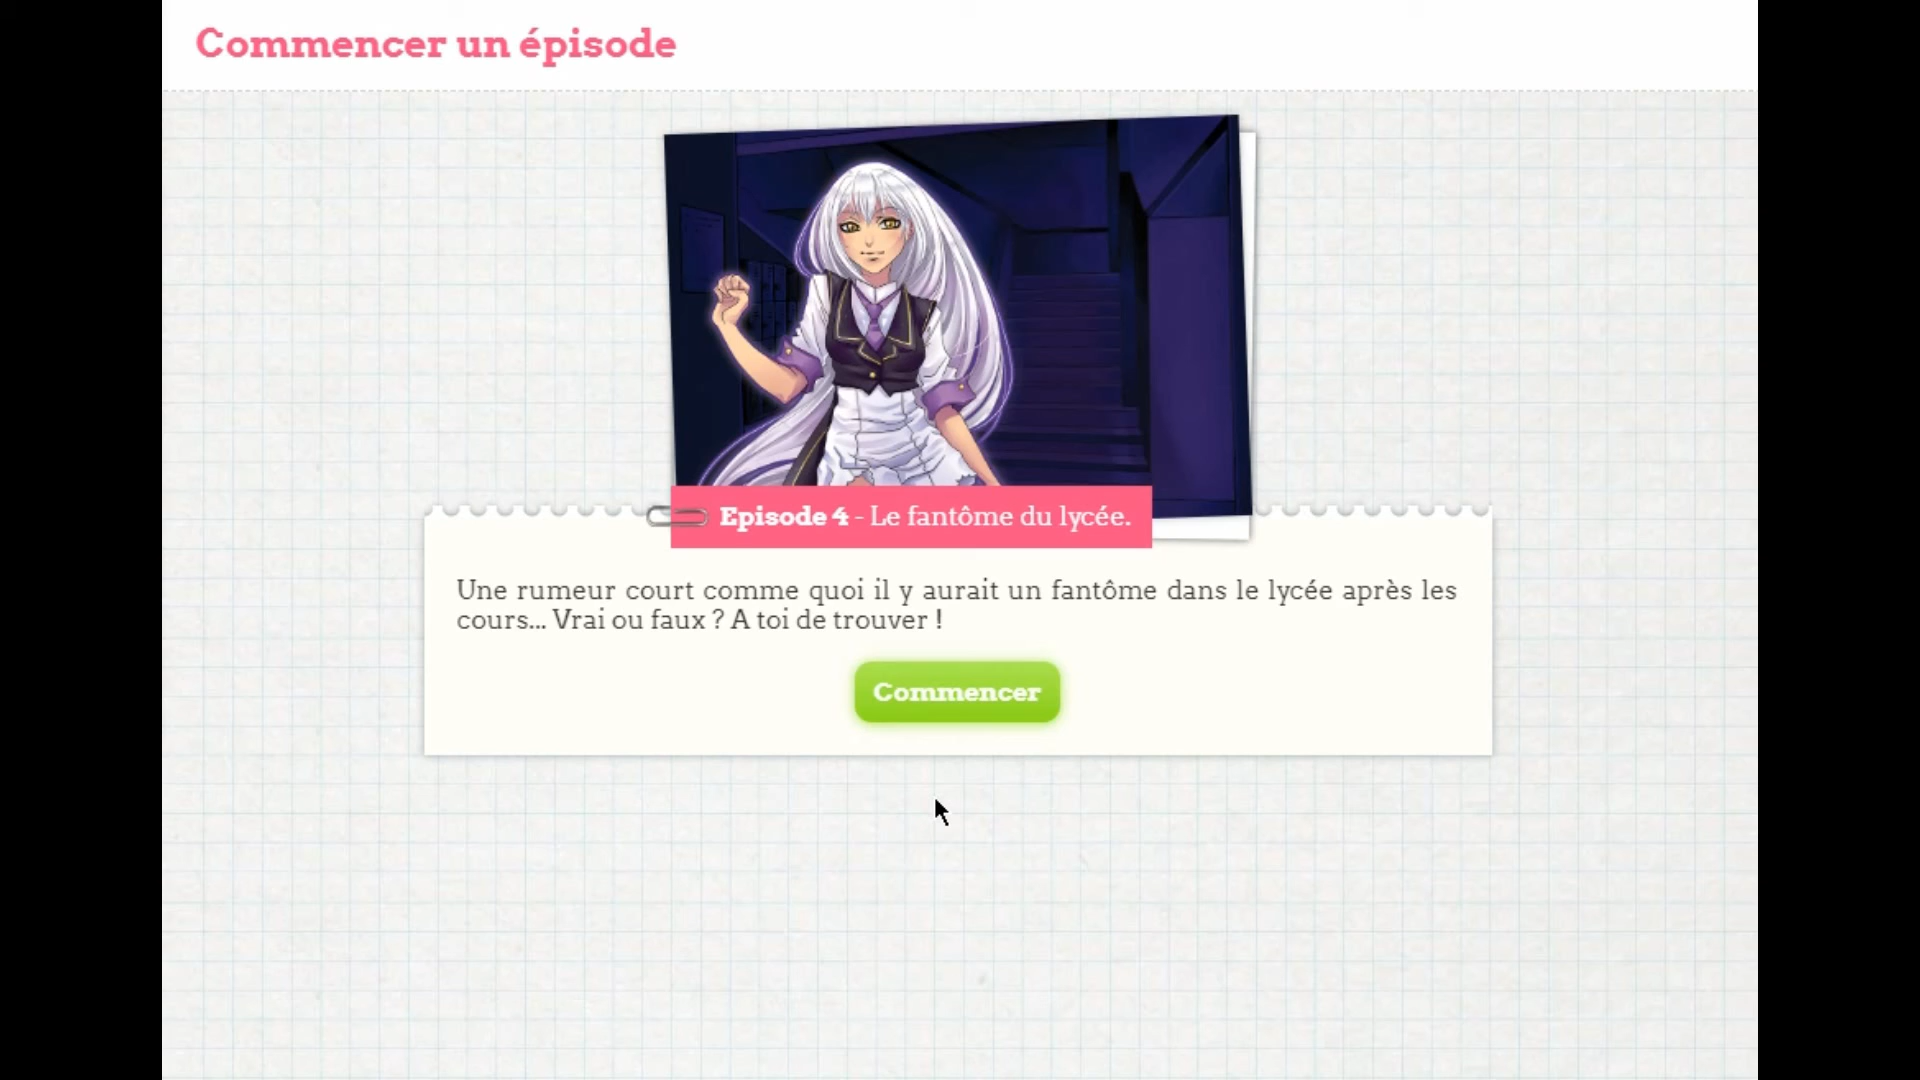 Commencer un épisode
Episode 4 - Le fantôme du lycée.
Une rumeur court comme quoi il y aurait un fantôme dans le lycée après les
cours... Vrai ou faux ? A toi de trouver !
Commencer